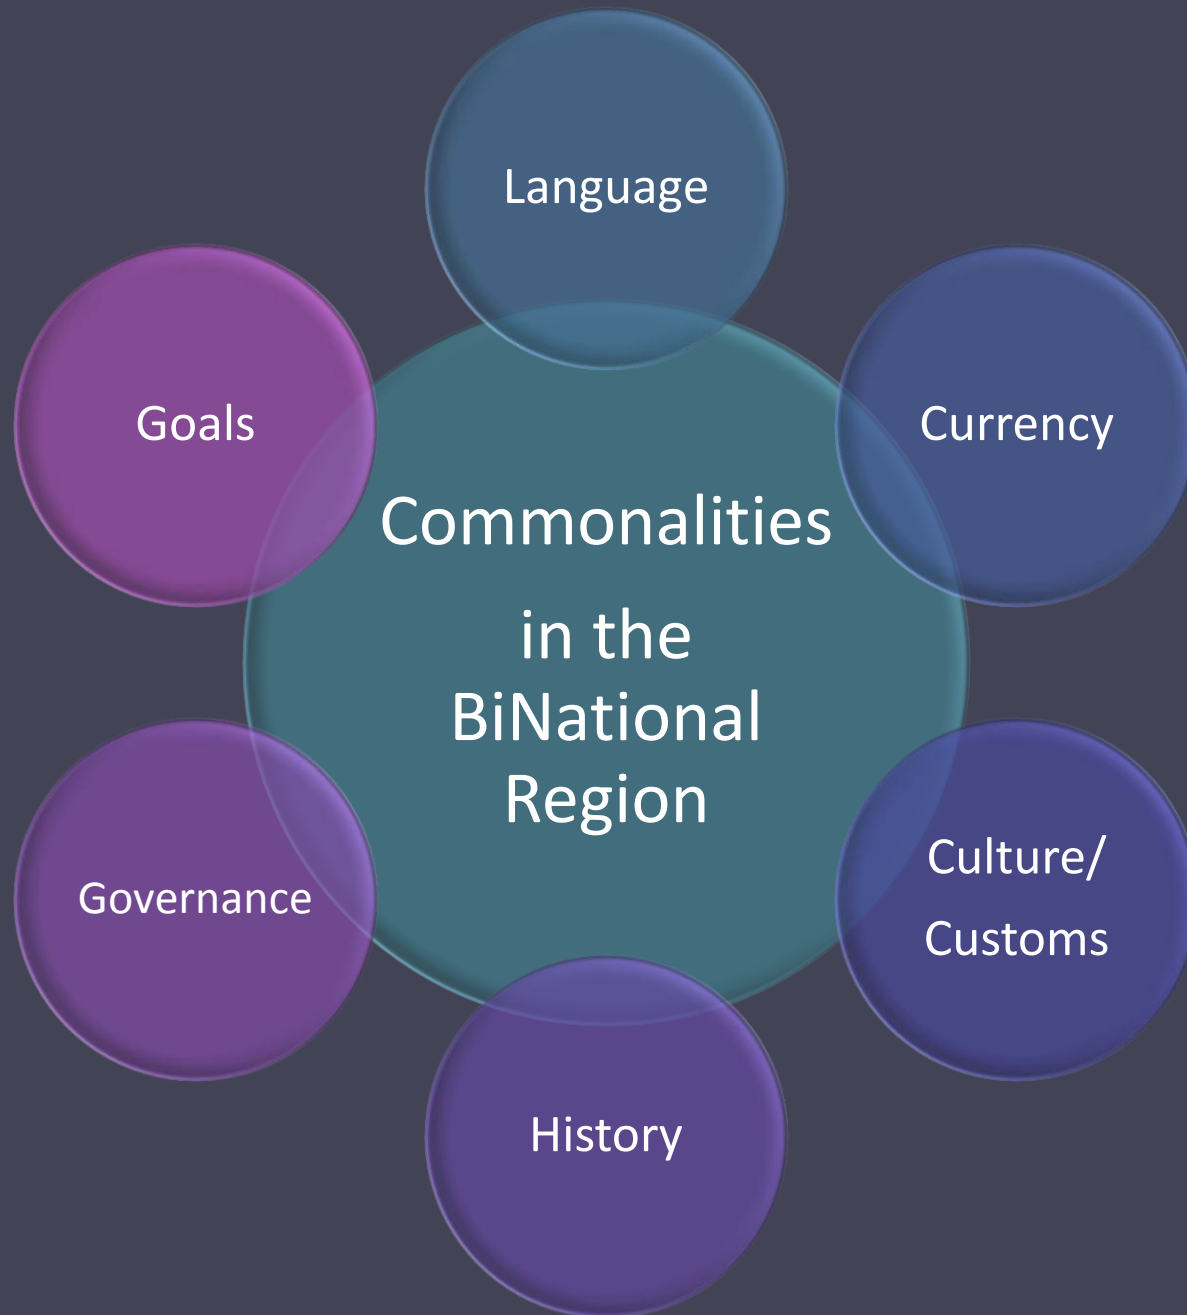 Language
Goals
Currency
Commonalities
in the
BiNational
Region
Governance
Culture/
Customs
History